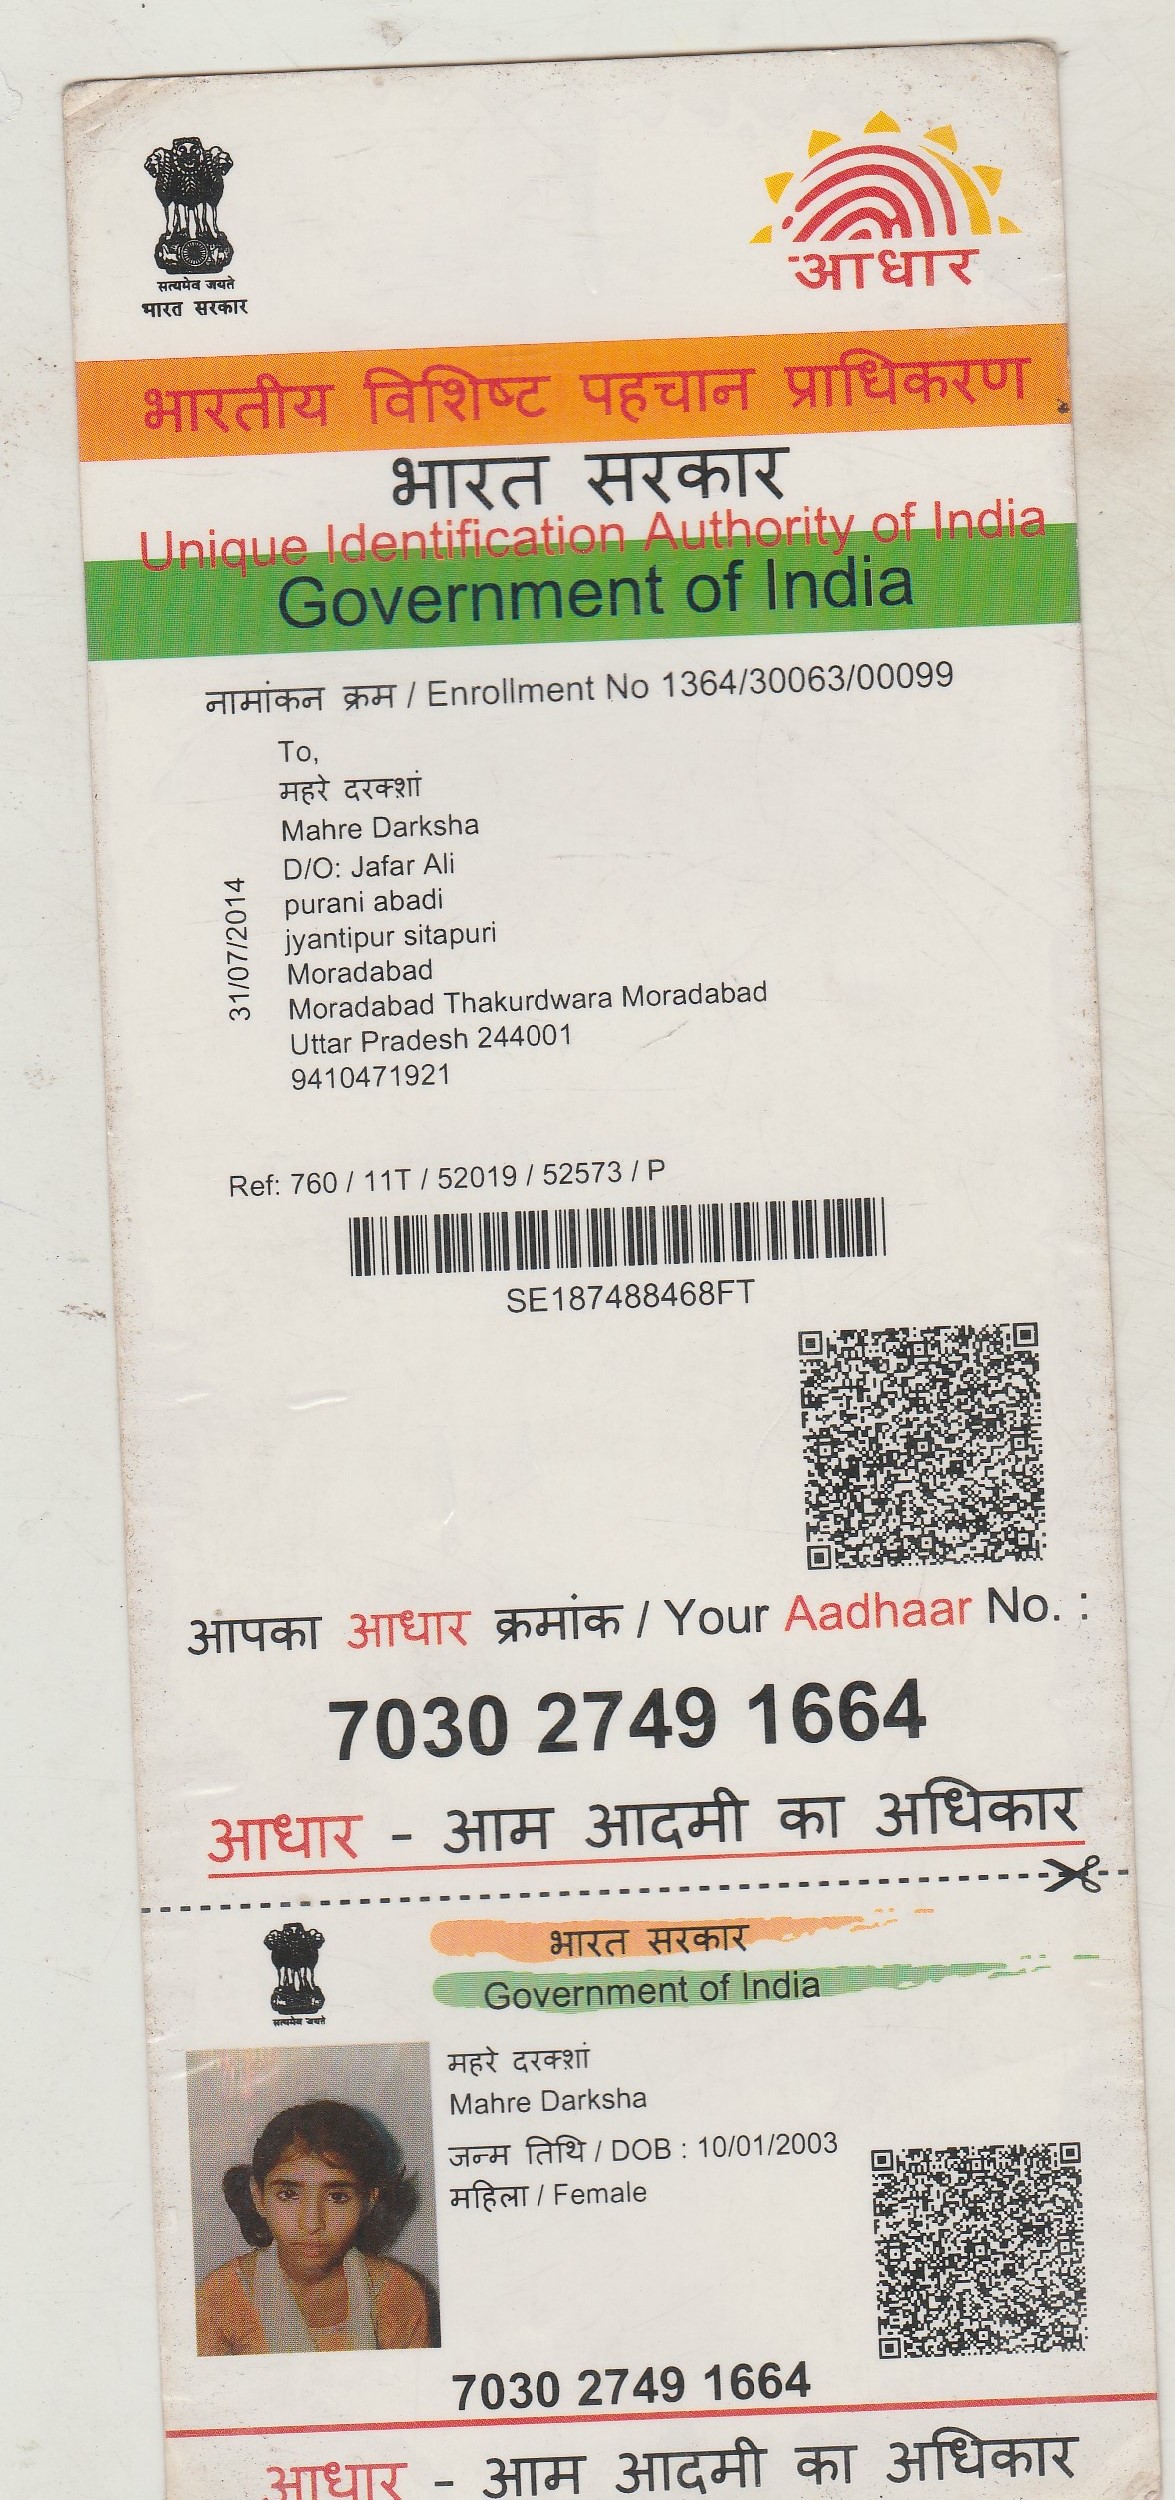 सत्यमेव जयते
भारत सरकार
आधार
भारतीय विशिष्ट पहचान प्राधिकरण
भारत सरकार
Unique Identification Authority of India
Government of India
नामांकन क्रम / Enrollment No 1364/30063/00099
To,
महरे दरक्शां
Mahre Darksha
D/O: Jafar Ali
purani abadi
jyantipur sitapuri
Moradabad
Moradabad Thakurdwara Moradabad
Uttar Pradesh 244001
9410471921
31/07/2014
Ref: 760 / 11T / 52019 / 52573 / P
SE187488468FT
आपका आधार क्रमांक / Your Aadhaar No. :
7030 2749 1664
आधार - आम आदमी का अधिकार
भारत सरकार
Government of India
सत्यमेव जयते
महरे दरक्शां
Mahre Darksha
जन्म तिथि / DOB : 10/01/2003
महिला / Female
7030 2749 1664
आधार - आम आदमी का अधिकार